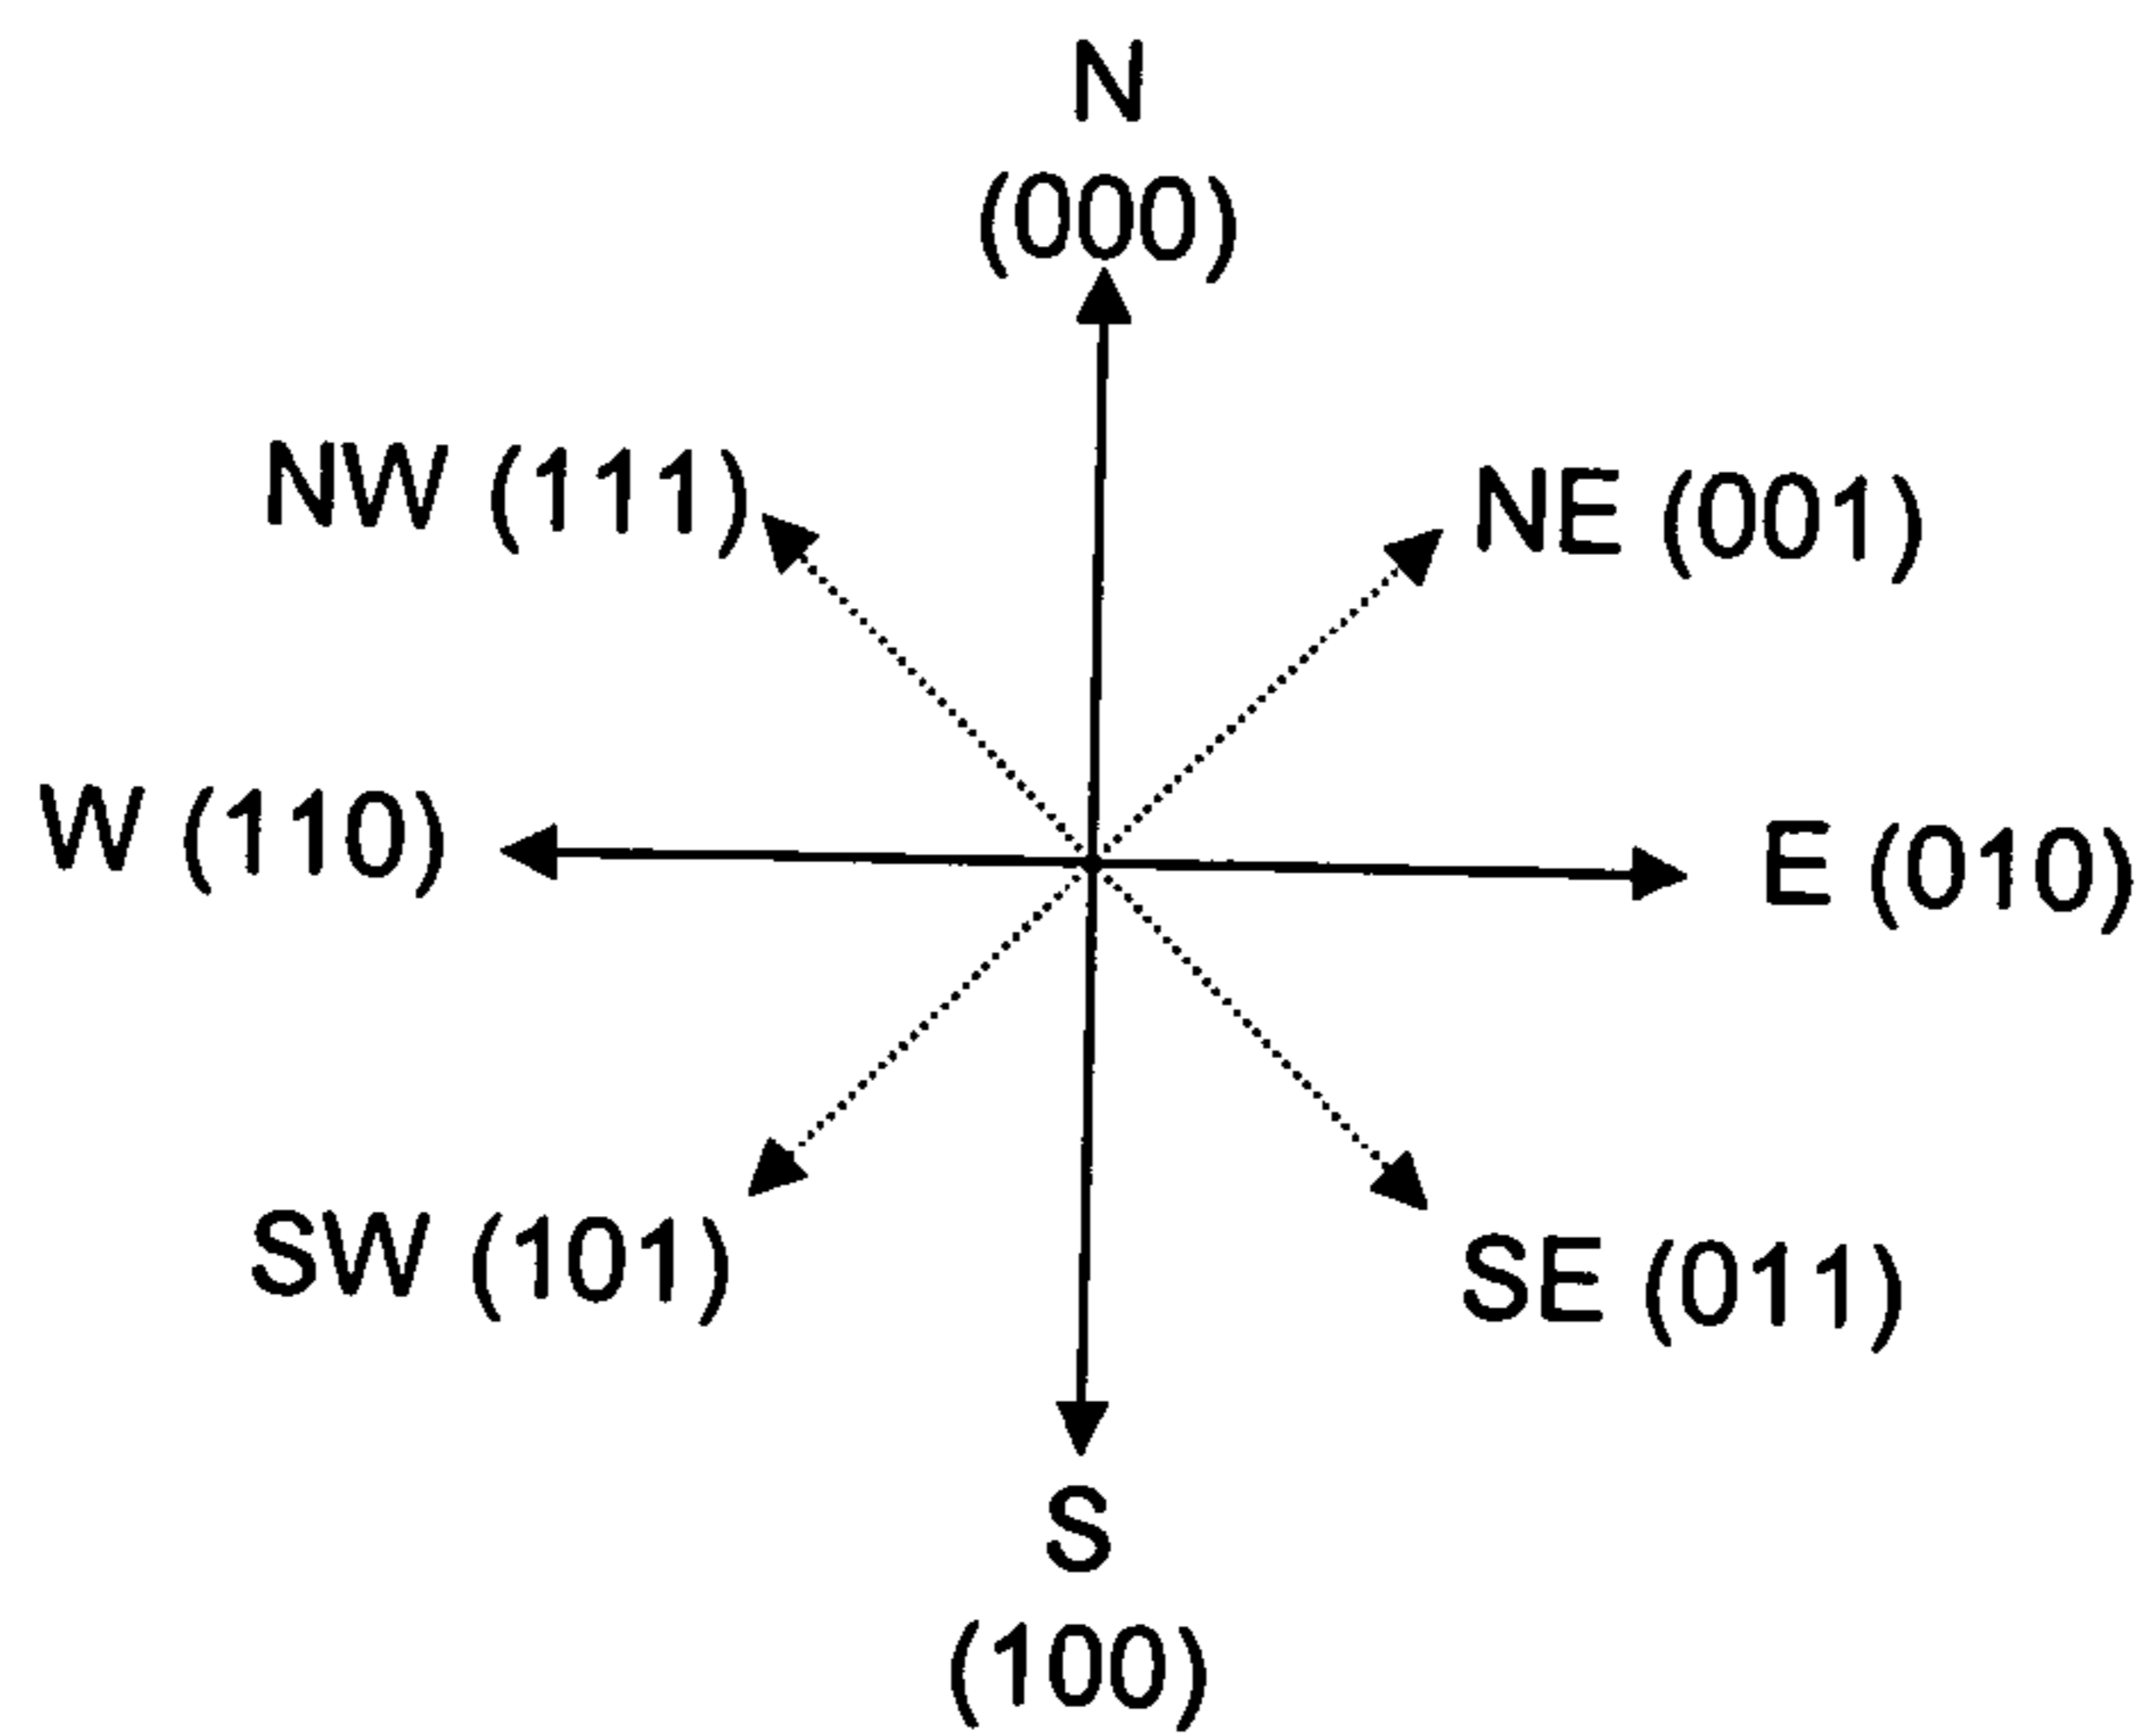 N
(000)
NW (111)
NE (001)
W (110)
E (010)
SW (101)
SE (011)
S
(100)